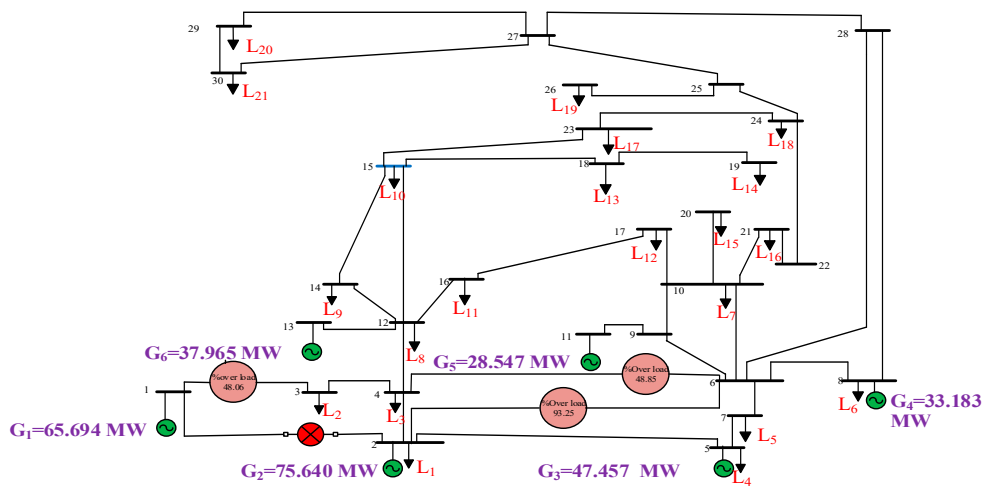 29
L20
27
28
30
L21
26
L19
25
23
L17
24
L18
15
L10
18
L13
19
L14
20
L15
17
L12
21
L16
22
14
L9
16
L11
10
L7
13
12
L8
11
9
G6=37.965 MW
G5=28.547 MW
%over load
48.06
%Over load
48.85
1
3
L2
4
L3
6
8
L6
G4=33.183
MW
%Over load
93.25
7
L5
G1=65.694 MW
2
L1
5
L4
G2=75.640 MW
G3=47.457 MW